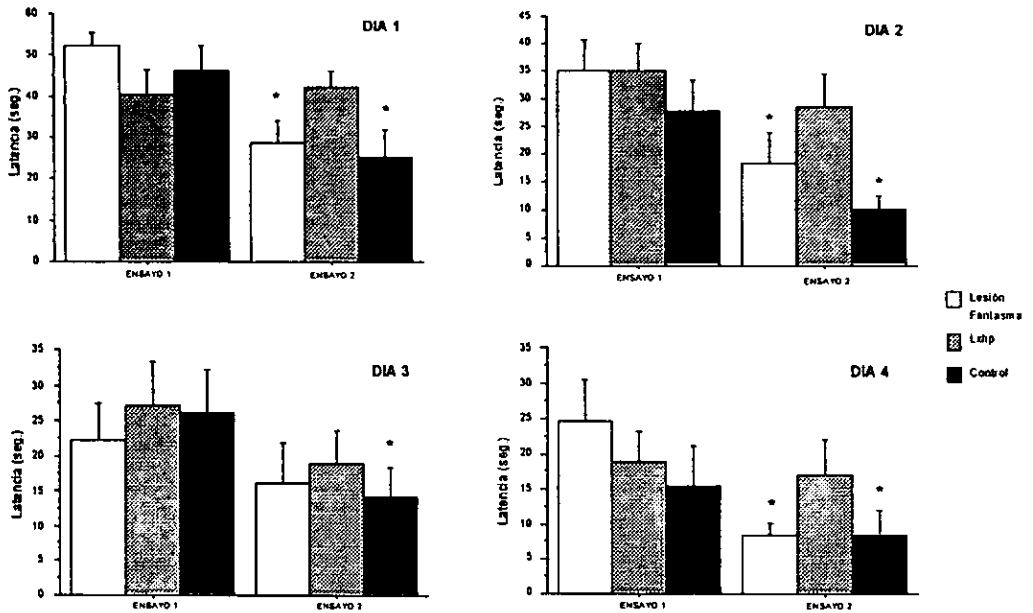 DIA 1
Latencia (seg.)
60
50
40
30
20
10
0
ENSAYO 1
ENSAYO 2
DIA 2
Latencia (seg.)
45
35
30
25
20
15
10
5
0
ENSAYO 1
ENSAYO 2
Lesión
Fantasma
Lxhp
Control
DIA 3
Latencia (seg.)
35
30
25
20
15
10
5
0
ENSAYO 1
ENSAYO 2
DIA 4
Latencia (seg.)
35
30
25
20
15
10
5
0
ENSAYO 1
ENSAYO 2